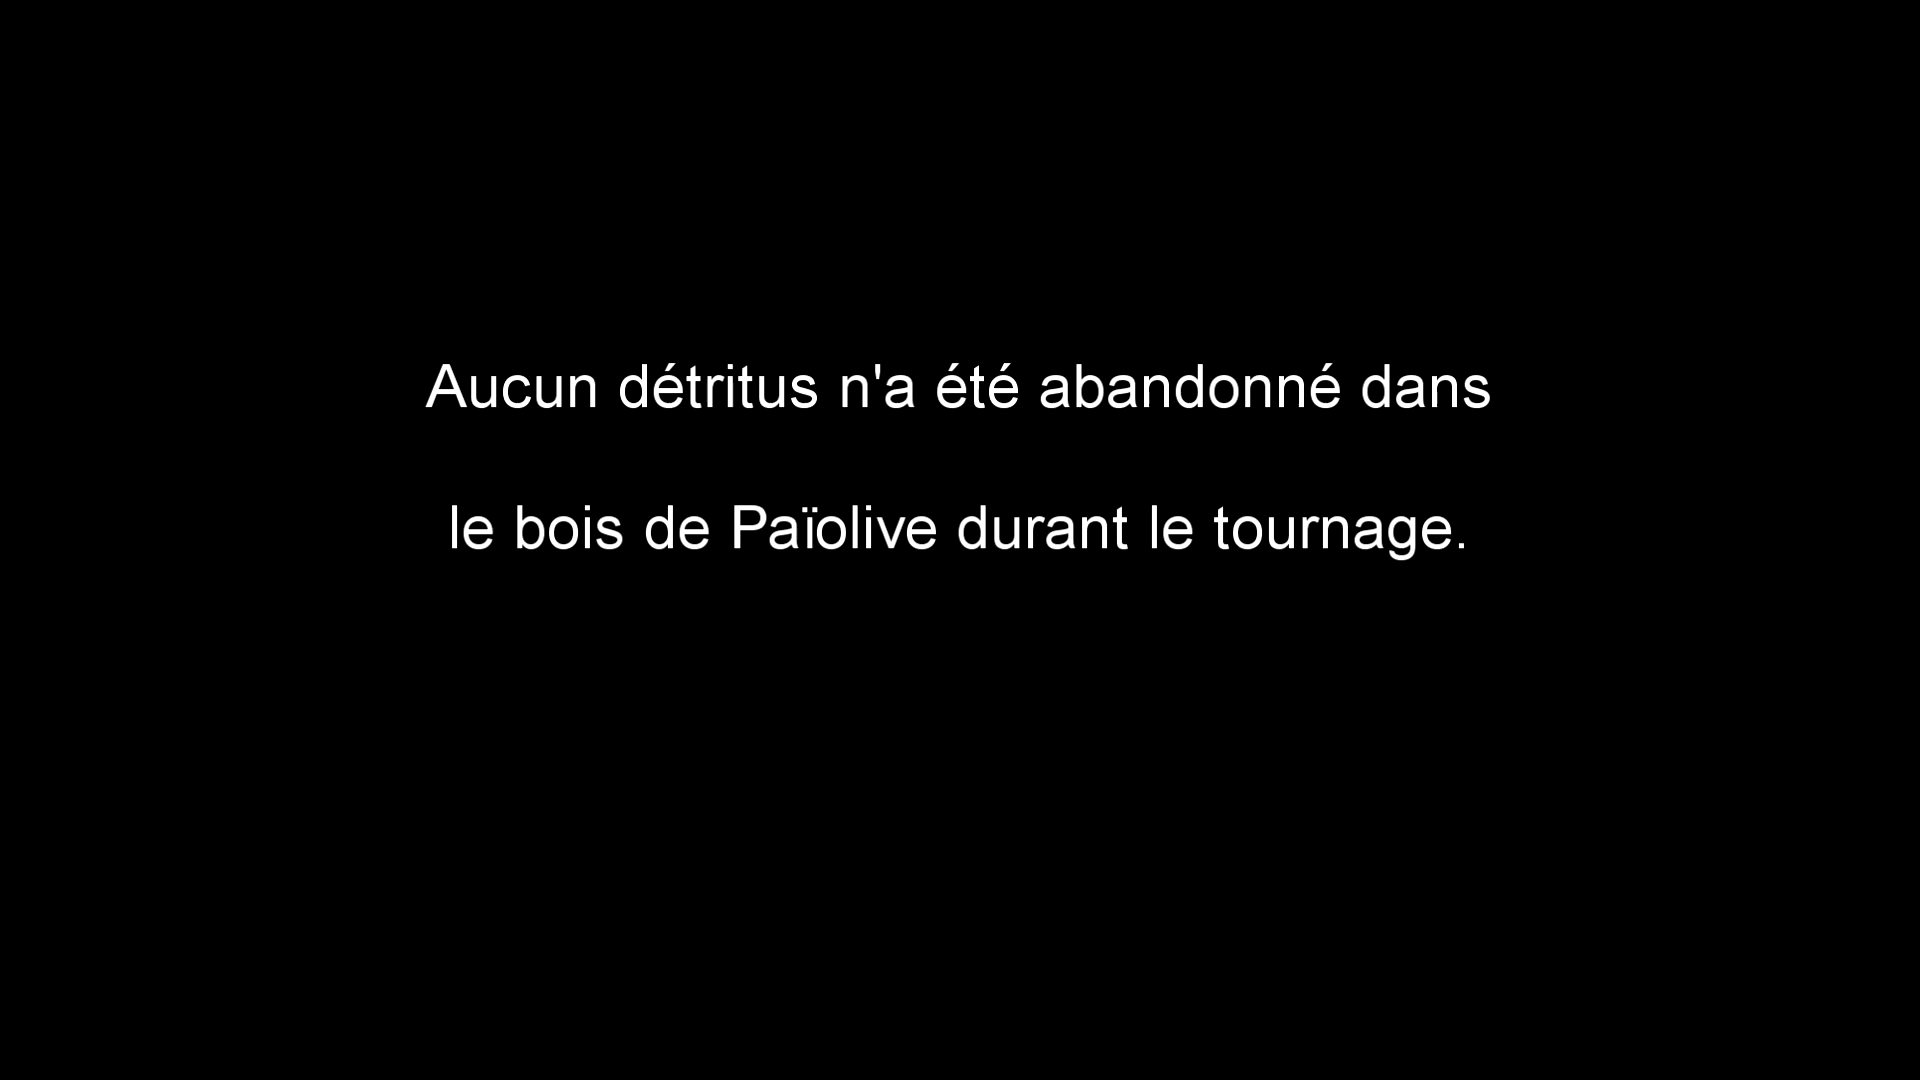 Aucun détritus n'a été abandonné dans
le bois de Païolive durant le tournage.